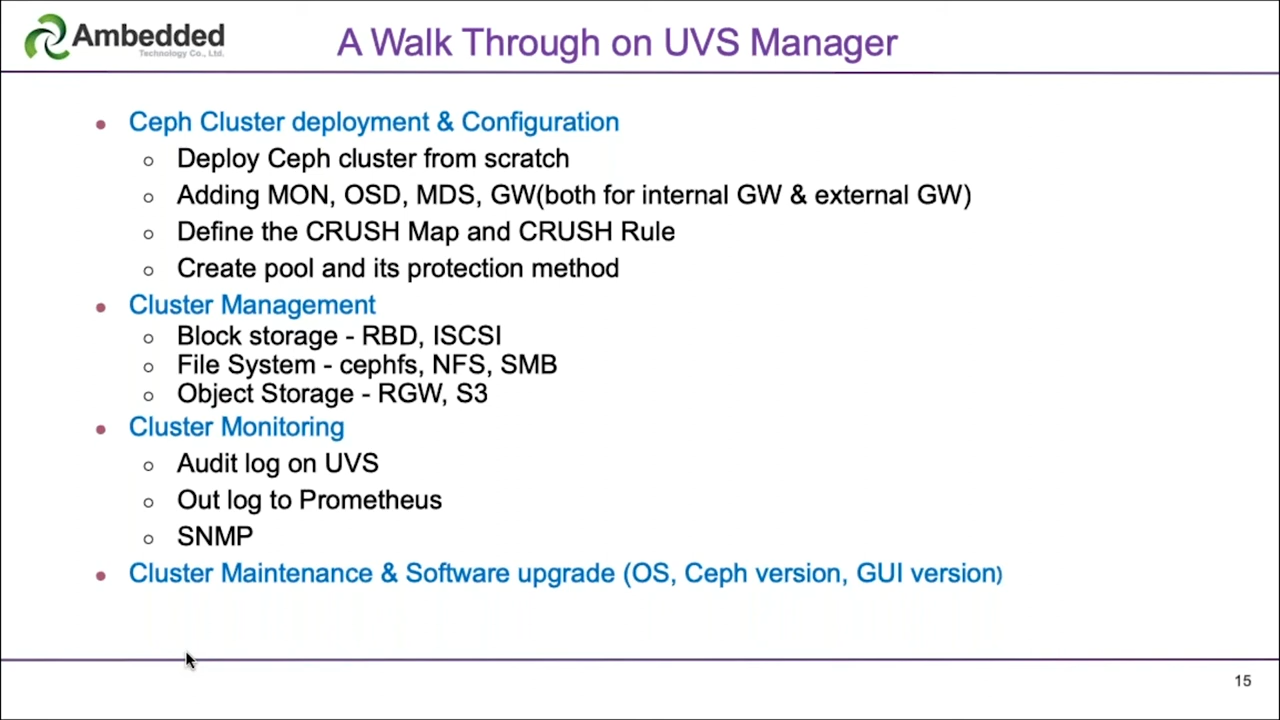 Ambedded
Technology Co., Ltd.
A Walk Through on UVS Manager
Ceph Cluster deployment & Configuration
Deploy Ceph cluster from scratch
Adding MON, OSD, MDS, GW(both for internal GW & external GW)
Define the CRUSH Map and CRUSH Rule
Create pool and its protection method
Cluster Management
Block storage - RBD, ISCSI
File System - cephfs, NFS, SMB
Object Storage - RGW, S3
Cluster Monitoring
Audit log on UVS
Out log to Prometheus
SNMP
Cluster Maintenance & Software upgrade (OS, Ceph version, GUI version)
15